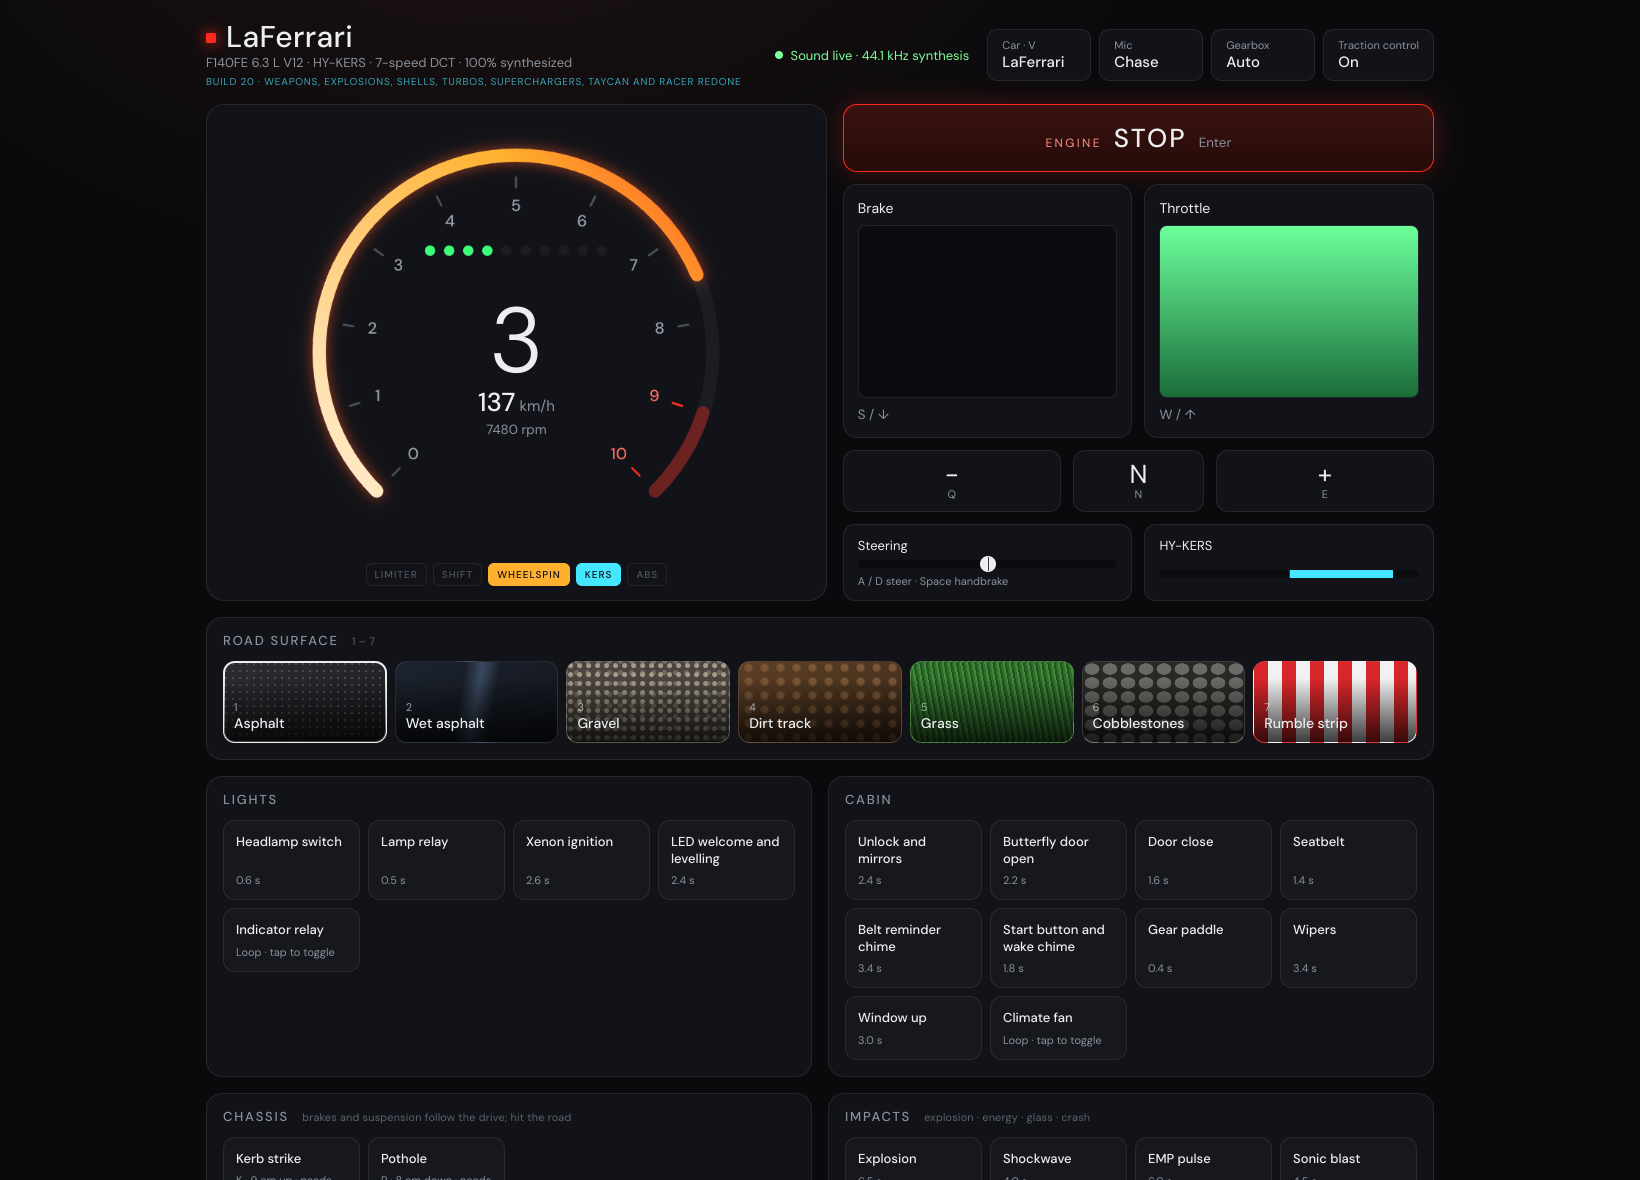 LaFerrari
F140FE 6.3 L V12 · HY-KERS · 7-speed DCT · 100% synthesized
BUILD 20 · WEAPONS, EXPLOSIONS, SHELLS, TURBOS, SUPERCHARGERS, TAYCAN AND RACER REDONE
Sound live · 44.1 kHz synthesis
Car · V
LaFerrari
Mic
Chase
Gearbox
Auto
Traction control
On
0
1
2
3
4
5
6
7
8
9
10
3
137 km/h
7480 rpm
LIMITER
SHIFT
WHEELSPIN
KERS
ABS
ENGINE STOP Enter
Brake
S / ↓
Throttle
W / ↑
−
Q
N
N
+
E
Steering
A / D steer · Space handbrake
HY-KERS
ROAD SURFACE 1 – 7
1
Asphalt
2
Wet asphalt
3
Gravel
4
Dirt track
5
Grass
6
Cobblestones
7
Rumble strip
LIGHTS
Headlamp switch
0.6 s
Lamp relay
0.5 s
Xenon ignition
2.6 s
LED welcome and
levelling
2.4 s
Indicator relay
Loop · tap to toggle
CABIN
Unlock and
mirrors
2.4 s
Butterfly door
open
2.2 s
Door close
1.6 s
Seatbelt
1.4 s
Belt reminder
chime
3.4 s
Start button and
wake chime
1.8 s
Gear paddle
0.4 s
Wipers
3.4 s
Window up
3.0 s
Climate fan
Loop · tap to toggle
CHASSIS brakes and suspension follow the drive; hit the road
Kerb strike
Pothole
IMPACTS explosion · energy · glass · crash
Explosion
Shockwave
EMP pulse
Sonic blast